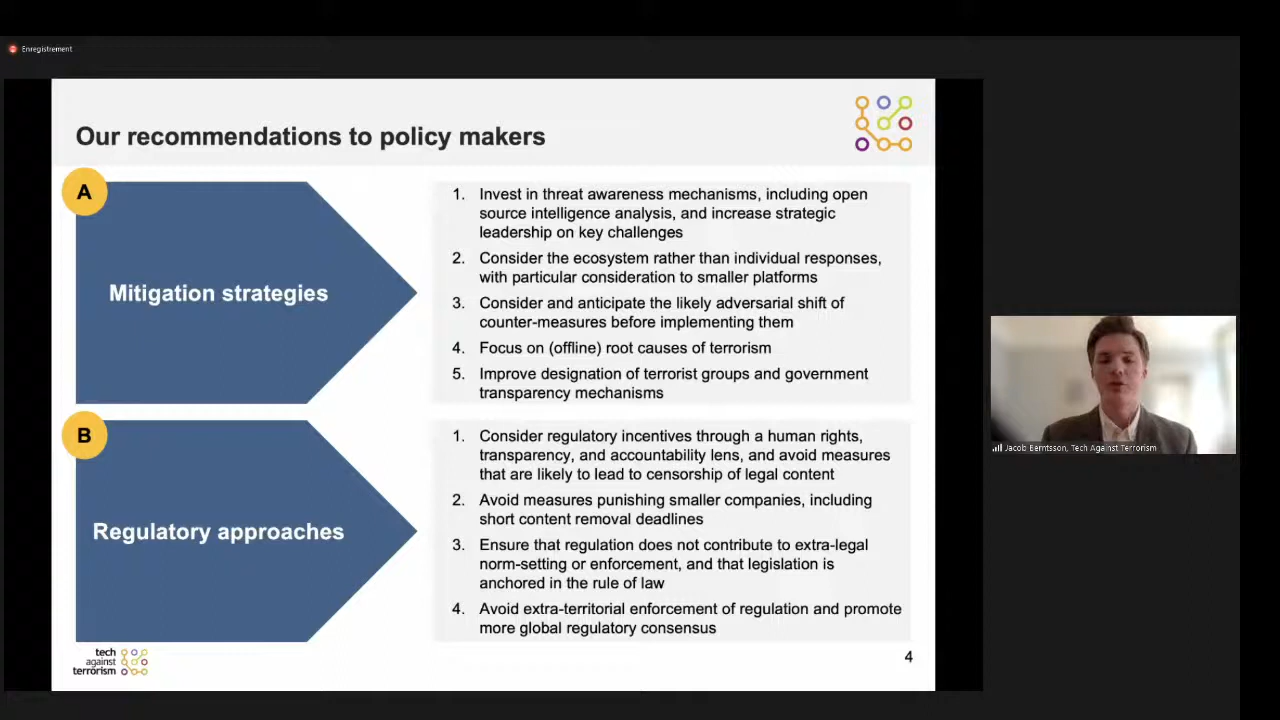 Enregistrement
Our recommendations to policy makers
A
Mitigation strategies
1. Invest in threat awareness mechanisms, including open
source intelligence analysis, and increase strategic
leadership on key challenges
2. Consider the ecosystem rather than individual responses,
with particular consideration to smaller platforms
3. Consider and anticipate the likely adversarial shift of
counter-measures before implementing them
4. Focus on (offline) root causes of terrorism
5. Improve designation of terrorist groups and government
transparency mechanisms
B
Regulatory approaches
1. Consider regulatory incentives through a human rights,
transparency, and accountability lens, and avoid measures
that are likely to lead to censorship of legal content
2. Avoid measures punishing smaller companies, including
short content removal deadlines
3. Ensure that regulation does not contribute to extra-legal
norm-setting or enforcement, and that legislation is
anchored in the rule of law
4. Avoid extra-territorial enforcement of regulation and promote
more global regulatory consensus
tech
against
terrorism
4
Jacob Berntsson, Tech Against Terrorism